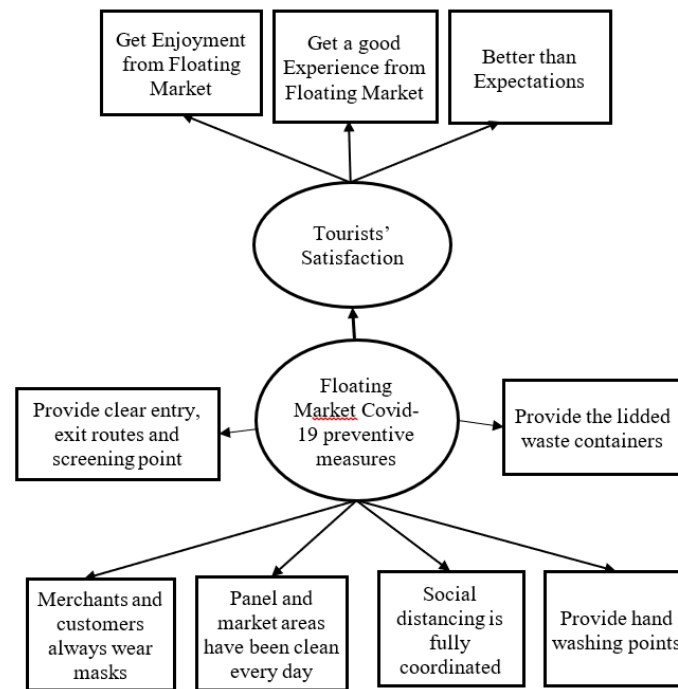 Get Enjoyment
from Floating
Market
Get a good
Experience from
Floating Market
Better than
Expectations
Tourists’
Satisfaction
Floating
Market Covid-
19 preventive
measures
Provide clear entry,
exit routes and
screening point
Provide the lidded
waste containers
Merchants and
customers
always wear
masks
Panel and
market areas
have been clean
every day
Social
distancing is
fully
coordinated
Provide hand
washing points